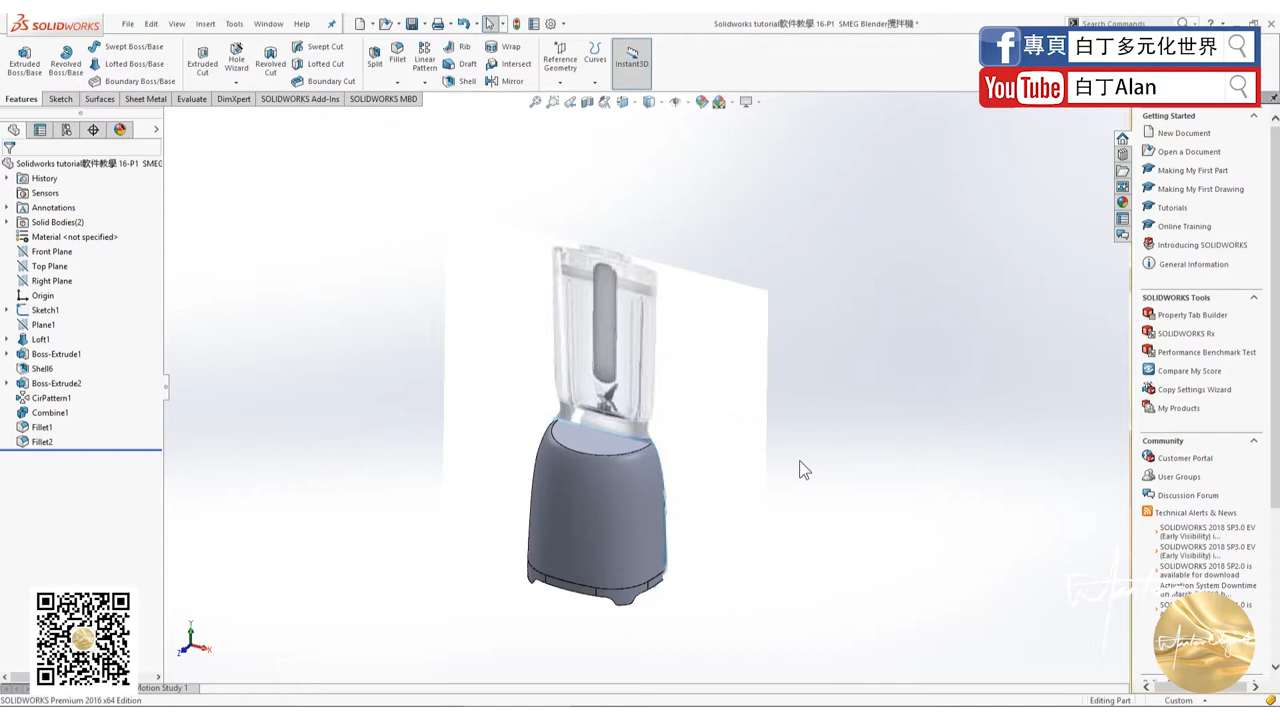 SOLIDWORKS
File Edit View Insert Tools Window Help
Solidworks tutorial軟件教學 16-P1 SMEG Blender攪拌機 *
Search Commands
專頁 白丁多元化世界
YouTube 白丁Alan
Extruded Boss/Base
Revolved Boss/Base
Swept Boss/Base
Lofted Boss/Base
Boundary Boss/Base
Extruded Cut
Hole Wizard
Revolved Cut
Swept Cut
Lofted Cut
Boundary Cut
Split
Fillet
Linear Pattern
Rib
Draft
Shell
Wrap
Intersect
Mirror
Reference Geometry
Curves
Instant3D
Features Sketch Surfaces Sheet Metal Evaluate DimXpert SOLIDWORKS Add-Ins SOLIDWORKS MBD
Solidworks tutorial軟件教學 16-P1 SMEG
History
Sensors
Annotations
Solid Bodies(2)
Material <not specified>
Front Plane
Top Plane
Right Plane
Origin
Sketch1
Plane1
Loft1
Boss-Extrude1
Shell6
Boss-Extrude2
CirPattern1
Combine1
Fillet1
Fillet2
Getting Started
New Document
Open a Document
Making My First Part
Making My First Drawing
Tutorials
Online Training
Introducing SOLIDWORKS
General Information
SOLIDWORKS Tools
Property Tab Builder
SOLIDWORKS Rx
Performance Benchmark Test
Compare My Score
Copy Settings Wizard
My Products
Community
Customer Portal
User Groups
Discussion Forum
Technical Alerts & News
SOLIDWORKS 2018 SP3.0 EV
(Early Visibility) i...
SOLIDWORKS 2018 SP3.0 EV
(Early Visibility) i...
SOLIDWORKS 2018 SP2.0 is
available for download
Activation System Downtime
Y
Z X
Motion Study 1
SOLIDWORKS Premium 2016 x64 Edition
Editing Part
Custom